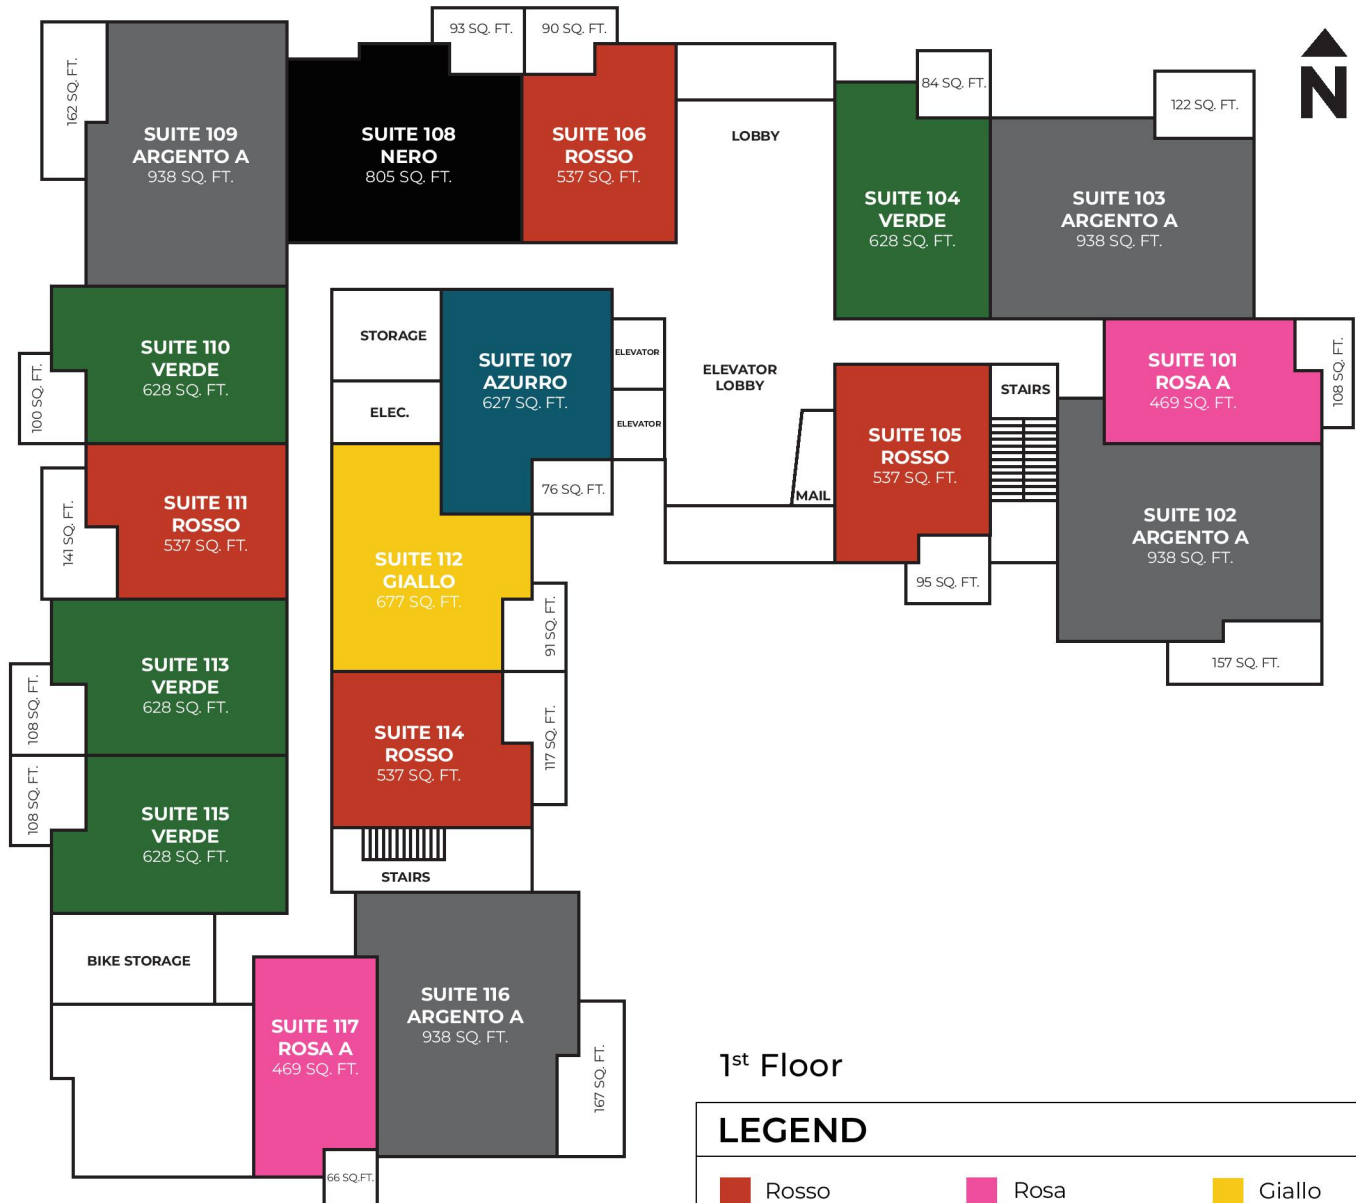 93 SQ. FT.
90 SQ. FT.
N
162 SQ. FT.
84 SQ. FT.
122 SQ. FT.
SUITE 109
ARGENTO A
938 SQ. FT.
SUITE 108
NERO
805 SQ. FT.
SUITE 106
ROSSO
537 SQ. FT.
LOBBY
SUITE 104
VERDE
628 SQ. FT.
SUITE 103
ARGENTO A
938 SQ. FT.
SUITE 110
VERDE
628 SQ. FT.
100 SQ. FT.
STORAGE
ELEC.
SUITE 107
AZURRO
627 SQ. FT.
ELEVATOR
ELEVATOR
ELEVATOR
LOBBY
STAIRS
SUITE 101
ROSA A
469 SQ. FT.
108 SQ. FT.
SUITE 105
ROSSO
537 SQ. FT.
MAIL
76 SQ. FT.
SUITE 111
ROSSO
537 SQ. FT.
141 SQ. FT.
SUITE 102
ARGENTO A
938 SQ. FT.
SUITE 112
GIALLO
677 SQ. FT.
95 SQ. FT.
91 SQ. FT.
157 SQ. FT.
SUITE 113
VERDE
628 SQ. FT.
108 SQ. FT.
SUITE 114
ROSSO
537 SQ. FT.
117 SQ. FT.
108 SQ. FT.
SUITE 115
VERDE
628 SQ. FT.
STAIRS
BIKE STORAGE
SUITE 116
ARGENTO A
938 SQ. FT.
SUITE 117
ROSA A
469 SQ. FT.
167 SQ. FT.
66 SQ.FT.
1st Floor
LEGEND
Rosso
Rosa
Giallo